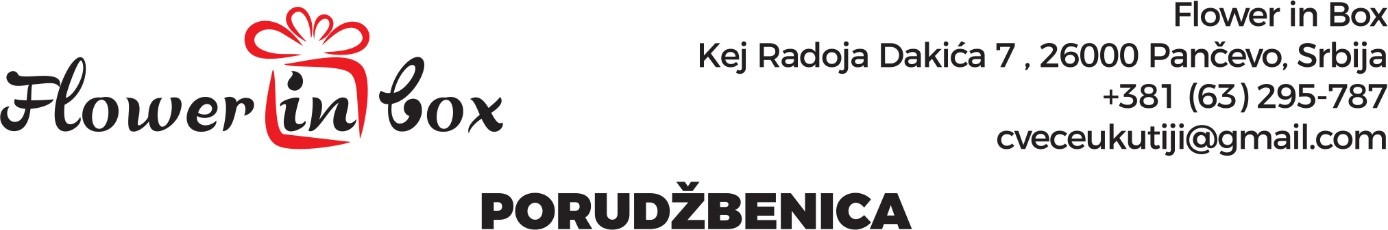 Flower in box
Flower in Box
Kej Radoja Dakića 7 , 26000 Pančevo, Srbija
+381 (63) 295-787
cveceukutiji@gmail.com
PORUDŽBENICA